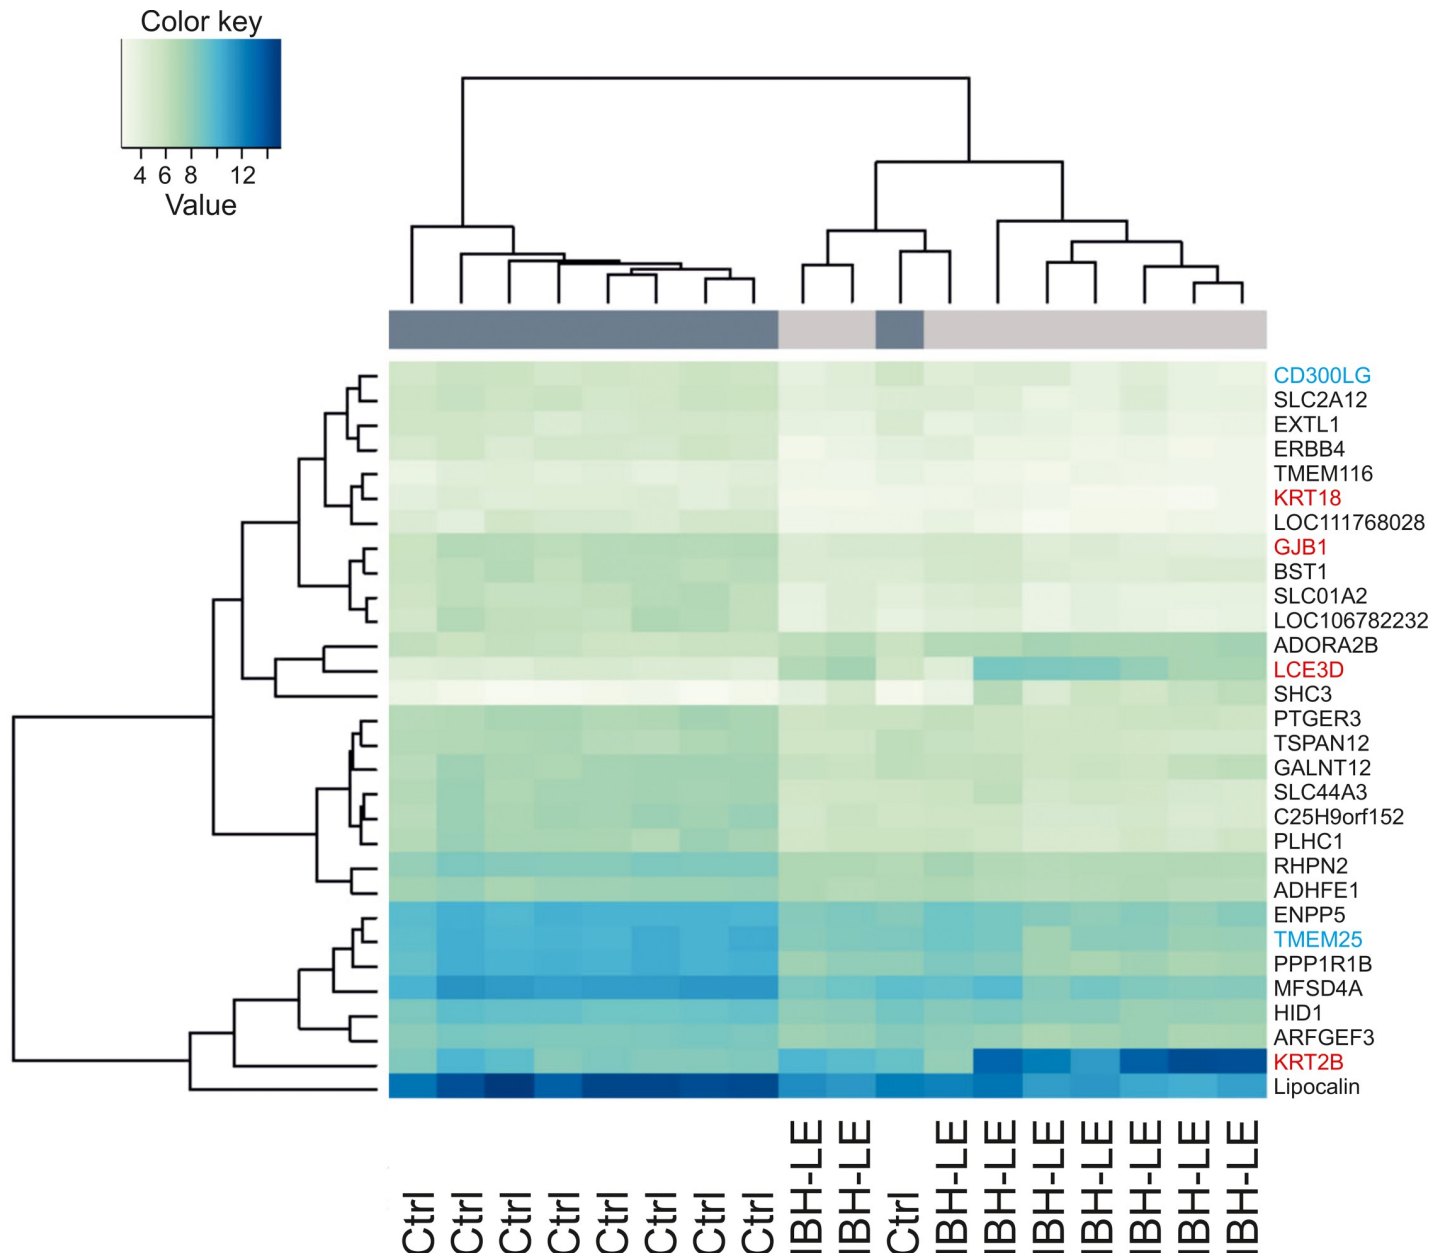 Color key
4 6 8 12
Value
CD300LG
SLC2A12
EXTL1
ERBB4
TMEM116
KRT18
LOC111768028
GJB1
BST1
SLC01A2
LOC106782232
ADORA2B
LCE3D
SHC3
PTGER3
TSPAN12
GALNT12
SLC44A3
C25H9orf152
PLHC1
RHPN2
ADHFE1
ENPP5
TMEM25
PPP1R1B
MFSD4A
HID1
ARFGEF3
KRT2B
Lipocalin
Ctrl
Ctrl
Ctrl
Ctrl
Ctrl
Ctrl
Ctrl
Ctrl
IBH-LE
IBH-LE
Ctrl
IBH-LE
IBH-LE
IBH-LE
IBH-LE
IBH-LE
IBH-LE
IBH-LE